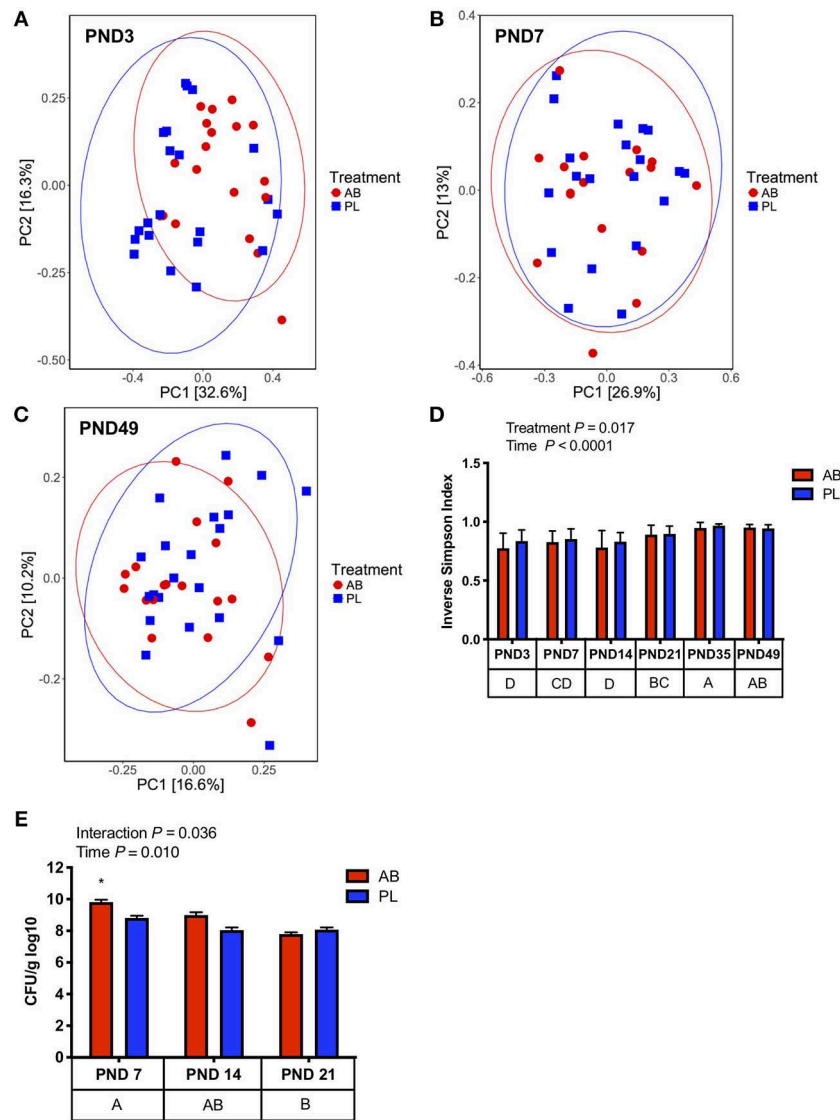 A
PND3
0.25
0.00
-0.25
-0.50
PC2 [16.3%]
-0.4
0.0
0.4
PC1 [32.6%]
Treatment
AB
PL
B
PND7
0.4
0.2
0.0
-0.2
-0.4
PC2 [13%]
-0.6
-0.3
0.0
0.3
0.6
PC1 [26.9%]
Treatment
AB
PL
C
PND49
0.2
0.0
-0.2
PC2 [10.2%]
-0.25
0.00
0.25
PC1 [16.6%]
Treatment
AB
PL
D
Treatment P = 0.017
Time P < 0.0001
1.5
1.0
0.5
0.0
Inverse Simpson Index
AB
PL
PND3 PND7 PND14 PND21 PND35 PND49
D CD D BC A AB
E
Interaction P = 0.036
Time P = 0.010
12
10
8
6
4
2
0
CFU/g log10
*
AB
PL
PND 7 PND 14 PND 21
A AB B